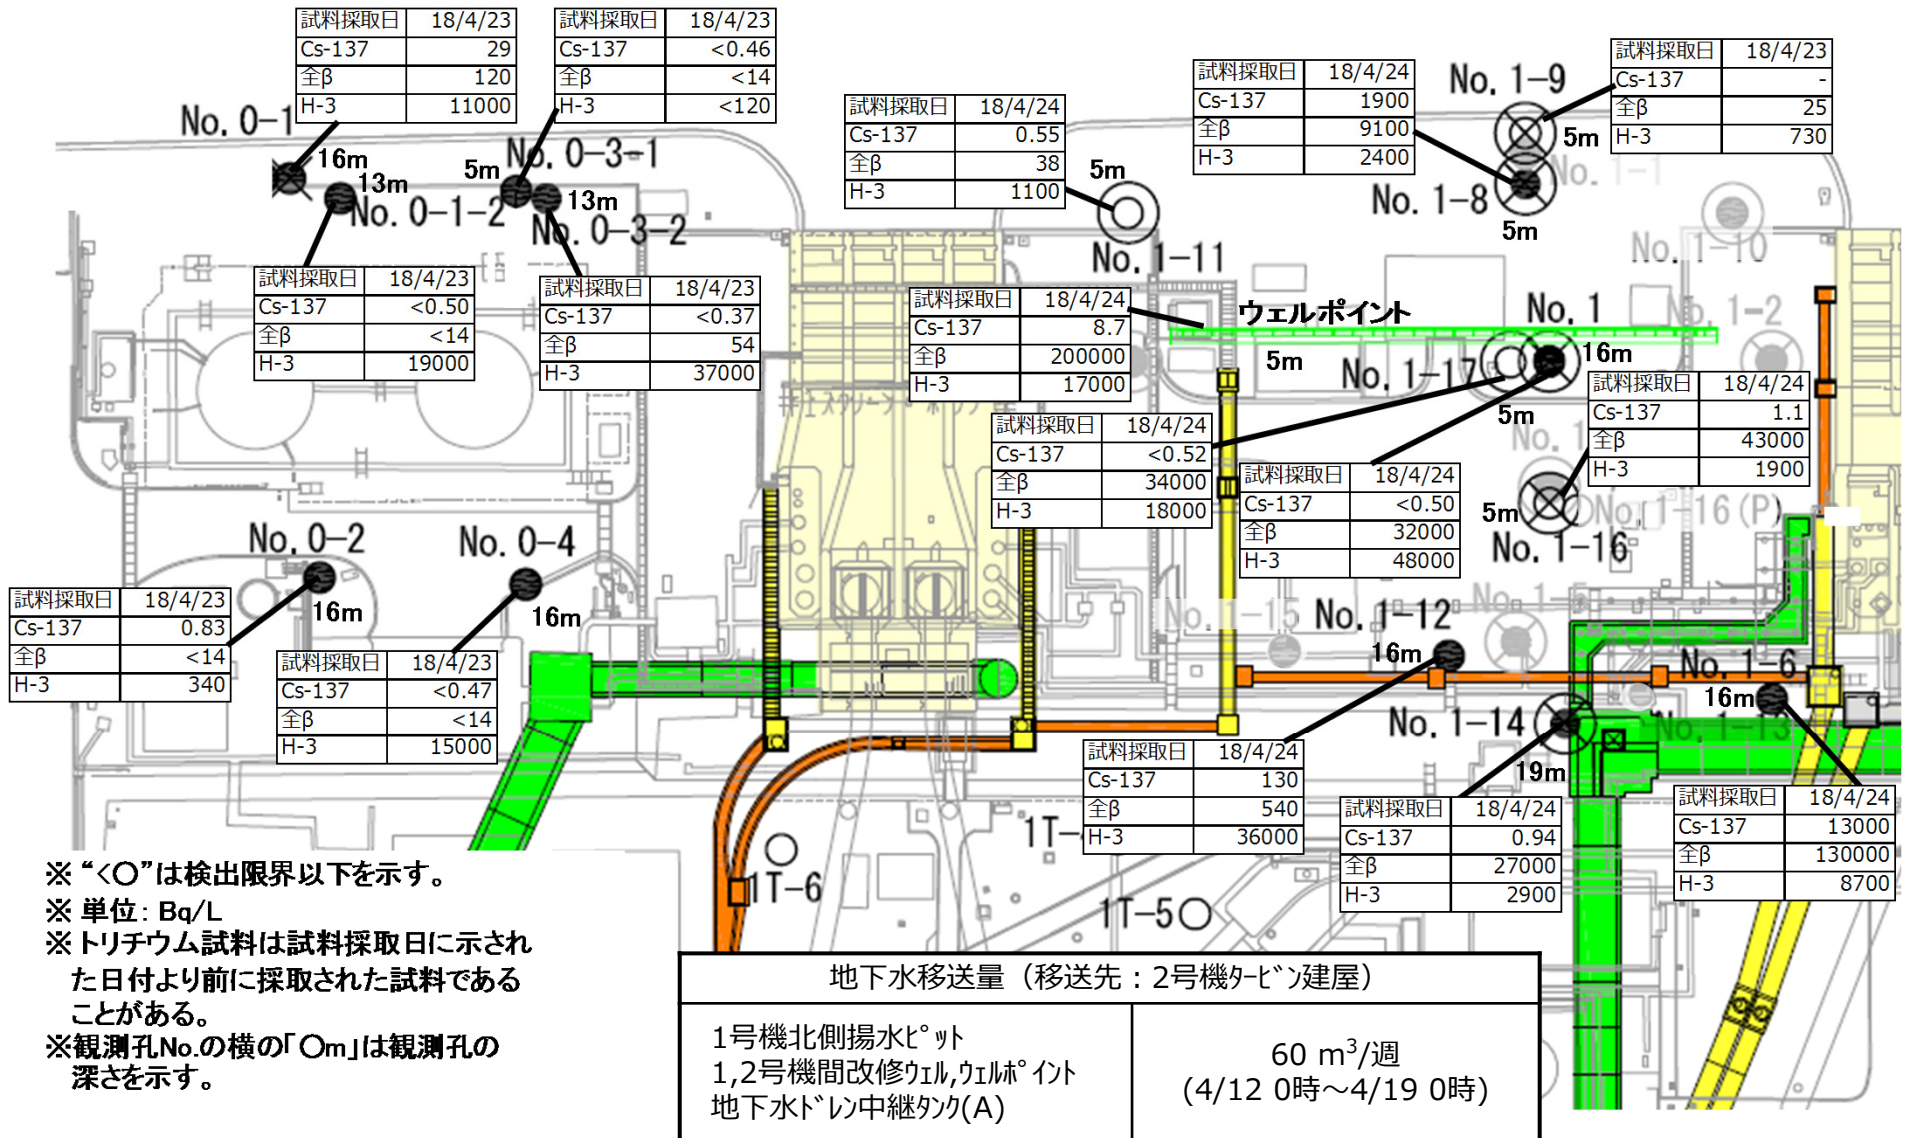 試料採取日 18/4/23
Cs-137 29
全β 120
H-3 11000
試料採取日 18/4/23
Cs-137 <0.46
全β <14
H-3 <120
試料採取日 18/4/24
Cs-137 0.55
全β 38
H-3 1100
試料採取日 18/4/24
Cs-137 1900
全β 9100
H-3 2400
試料採取日 18/4/23
Cs-137 -
全β 25
H-3 730
No. 0-1
16m
13m
No. 0-1-2
5m
No. 0-3-1
13m
No. 0-3-2
5m
No. 1-11
No. 1-9
5m
No. 1-1
No. 1-8
5m
No. 1-10
試料採取日 18/4/23
Cs-137 <0.50
全β <14
H-3 19000
試料採取日 18/4/23
Cs-137 <0.37
全β 54
H-3 37000
試料採取日 18/4/24
Cs-137 8.7
全β 200000
H-3 17000
ウェルポイント
5m
No. 1
No. 1-2
16m
No. 1-17
5m
試料採取日 18/4/24
Cs-137 1.1
全β 43000
H-3 1900
試料採取日 18/4/24
Cs-137 <0.52
全β 34000
H-3 18000
試料採取日 18/4/24
Cs-137 <0.50
全β 32000
H-3 48000
No. 1
5m
No. 1-16(P)
No. 1-16
No. 0-2
16m
No. 0-4
16m
試料採取日 18/4/23
Cs-137 0.83
全β <14
H-3 340
試料採取日 18/4/23
Cs-137 <0.47
全β <14
H-3 15000
No. 1-15
No. 1-12
16m
No. 1-5
No. 1-6
16m
No. 1-14
19m
No. 1-13
試料採取日 18/4/24
Cs-137 130
全β 540
H-3 36000
試料採取日 18/4/24
Cs-137 0.94
全β 27000
H-3 2900
試料採取日 18/4/24
Cs-137 13000
全β 130000
H-3 8700
1T-
1T-6
1T-5
※ “<○”は検出限界以下を示す。
※ 単位: Bq/L
※トリチウム試料は試料採取日に示され
た日付より前に採取された試料である
ことがある。
※観測孔No.の横の「○m」は観測孔の
深さを示す。
地下水移送量（移送先：2号機ﾀｰﾋﾞﾝ建屋）
1号機北側揚水ﾋﾟｯﾄ
1,2号機間改修ｳｪﾙ,ｳｪﾙﾎﾟｲﾝﾄ
地下水ﾄﾞﾚﾝ中継ﾀﾝｸ(A)
60 m³/週
(4/12 0時～4/19 0時)